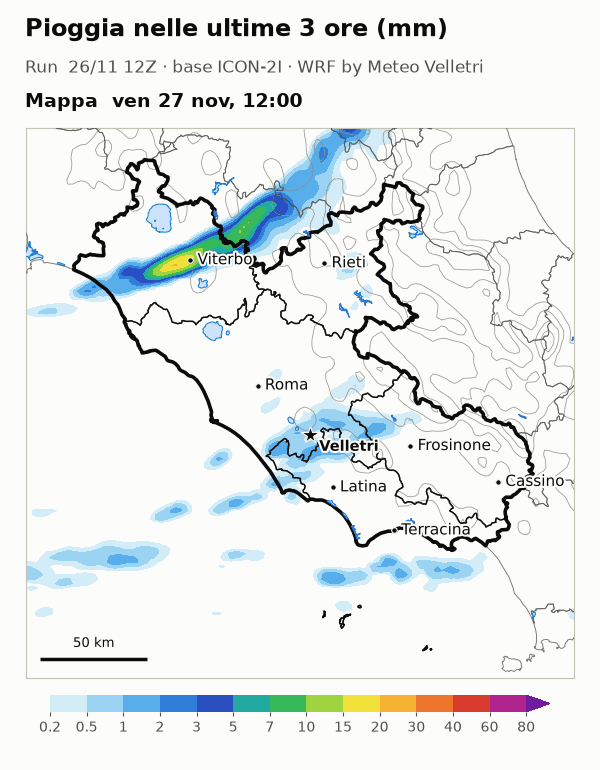 Pioggia nelle ultime 3 ore (mm)
Run  26/11 12Z · base ICON-2I · WRF by Meteo Velletri
Mappa  ven 27 nov, 12:00
Viterbo
Rieti
Roma
Velletri
Frosinone
Latina
Cassino
Terracina
50 km
0.2 0.5 1 2 3 5 7 10 15 20 30 40 60 80